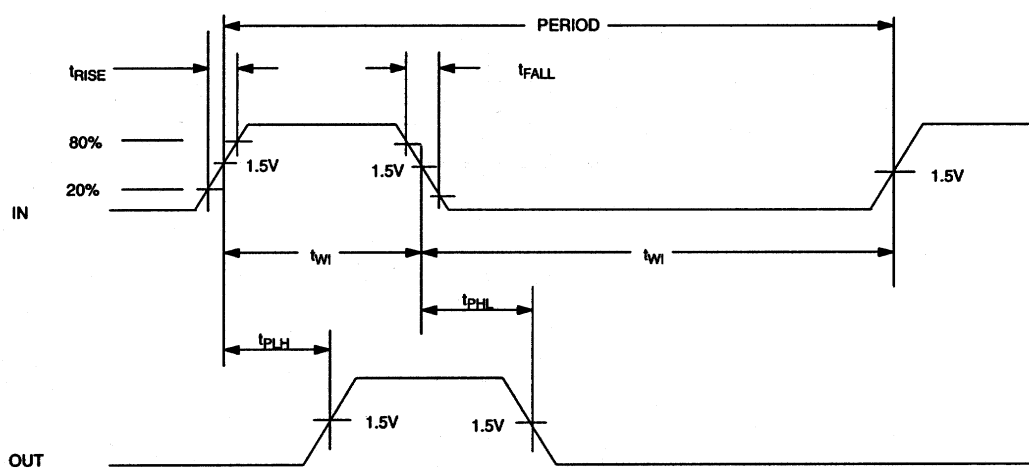 PERIOD
tRISE
tFALL
80%
1.5V
1.5V
1.5V
20%
IN
tWI
tWI
tPHL
tPLH
1.5V
1.5V
OUT